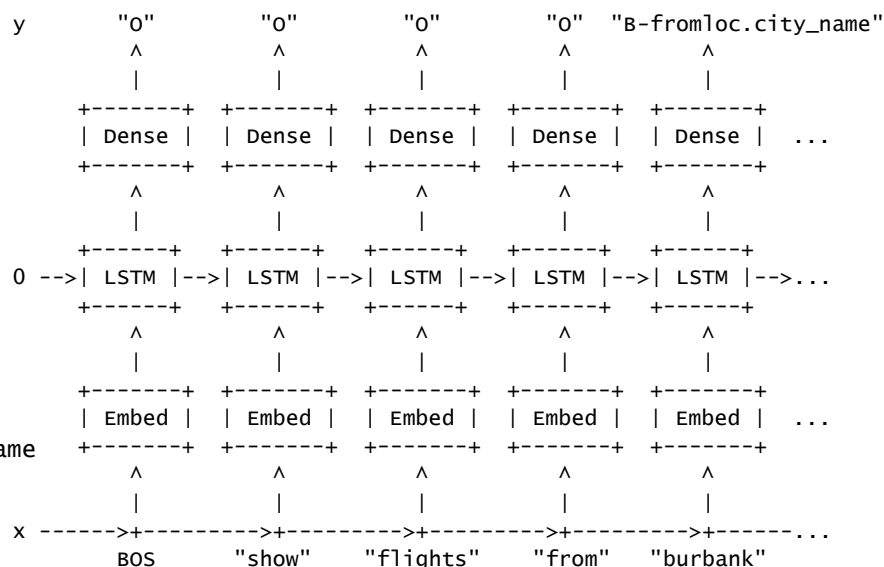 y "O" "O" "O" "O" "B-fromloc.city_name"
^ ^ ^ ^ ^
| | | | |
+-------+ +-------+ +-------+ +-------+ +-------+
| Dense | | Dense | | Dense | | Dense | | Dense | ...
+-------+ +-------+ +-------+ +-------+ +-------+
^ ^ ^ ^ ^
| | | | |
+------+ +------+ +------+ +------+ +------+
0 -->| LSTM |-->| LSTM |-->| LSTM |-->| LSTM |-->| LSTM |-->...
+------+ +------+ +------+ +------+ +------+
^ ^ ^ ^ ^
| | | | |
+-------+ +-------+ +-------+ +-------+ +-------+
| Embed | | Embed | | Embed | | Embed | | Embed | ...
ame +-------+ +-------+ +-------+ +-------+ +-------+
^ ^ ^ ^ ^
| | | | |
x ------>+--------->+--------->+--------->+--------->+------...
BOS "show" "flights" "from" "burbank"